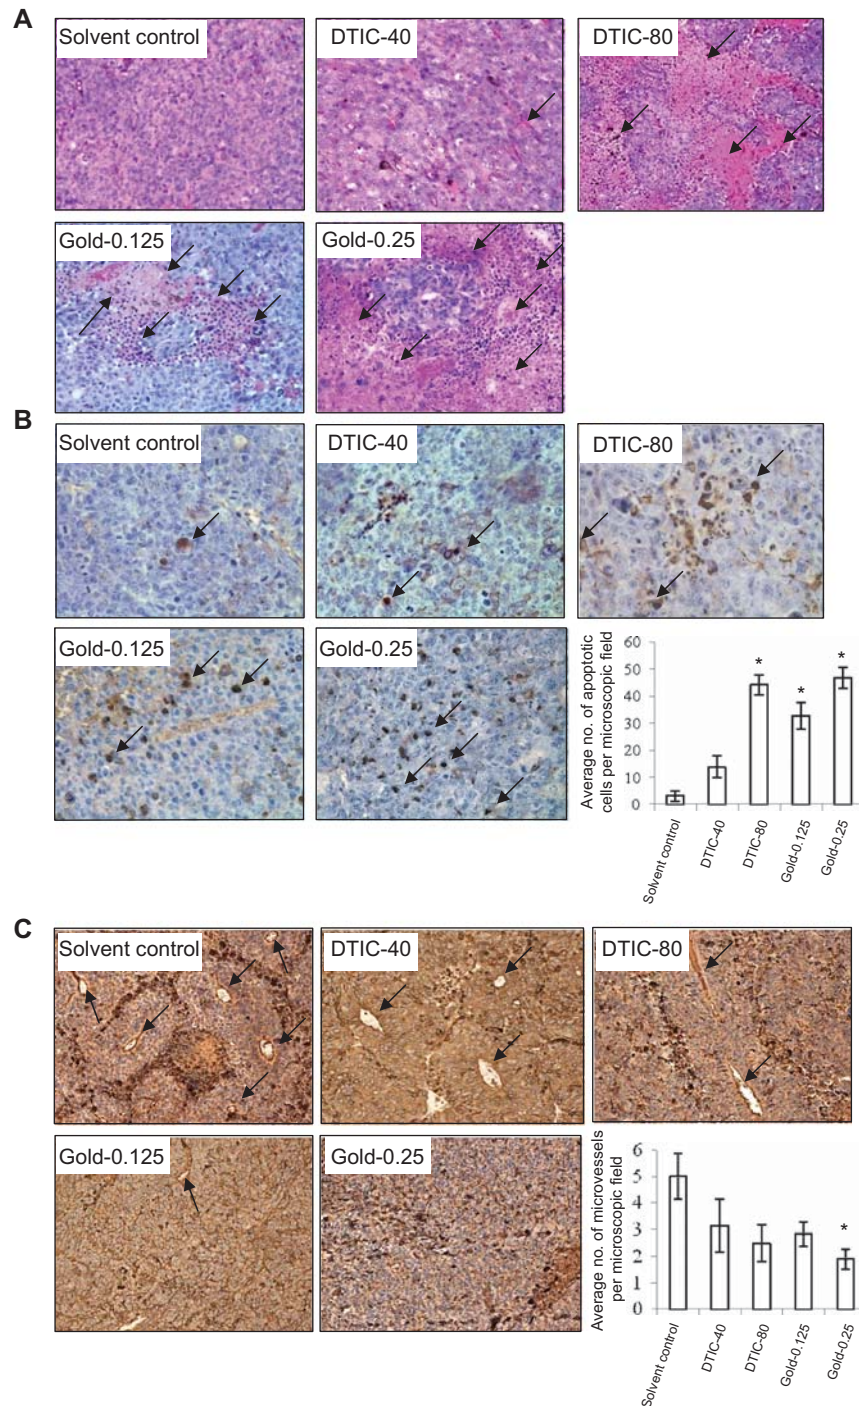 A
Solvent control
DTIC-40
DTIC-80
Gold-0.125
Gold-0.25
B
Solvent control
DTIC-40
DTIC-80
Gold-0.125
Gold-0.25
Average no. of apoptotic
cells per microscopic field
60
50
40
30
20
10
0
*
*
*
Solvent control
DTIC-40
DTIC-80
Gold-0.125
Gold-0.25
C
Solvent control
DTIC-40
DTIC-80
Gold-0.125
Gold-0.25
Average no. of microvessels
per microscopic field
6
5
4
3
2
1
0
*
Solvent control
DTIC-40
DTIC-80
Gold-0.125
Gold-0.25